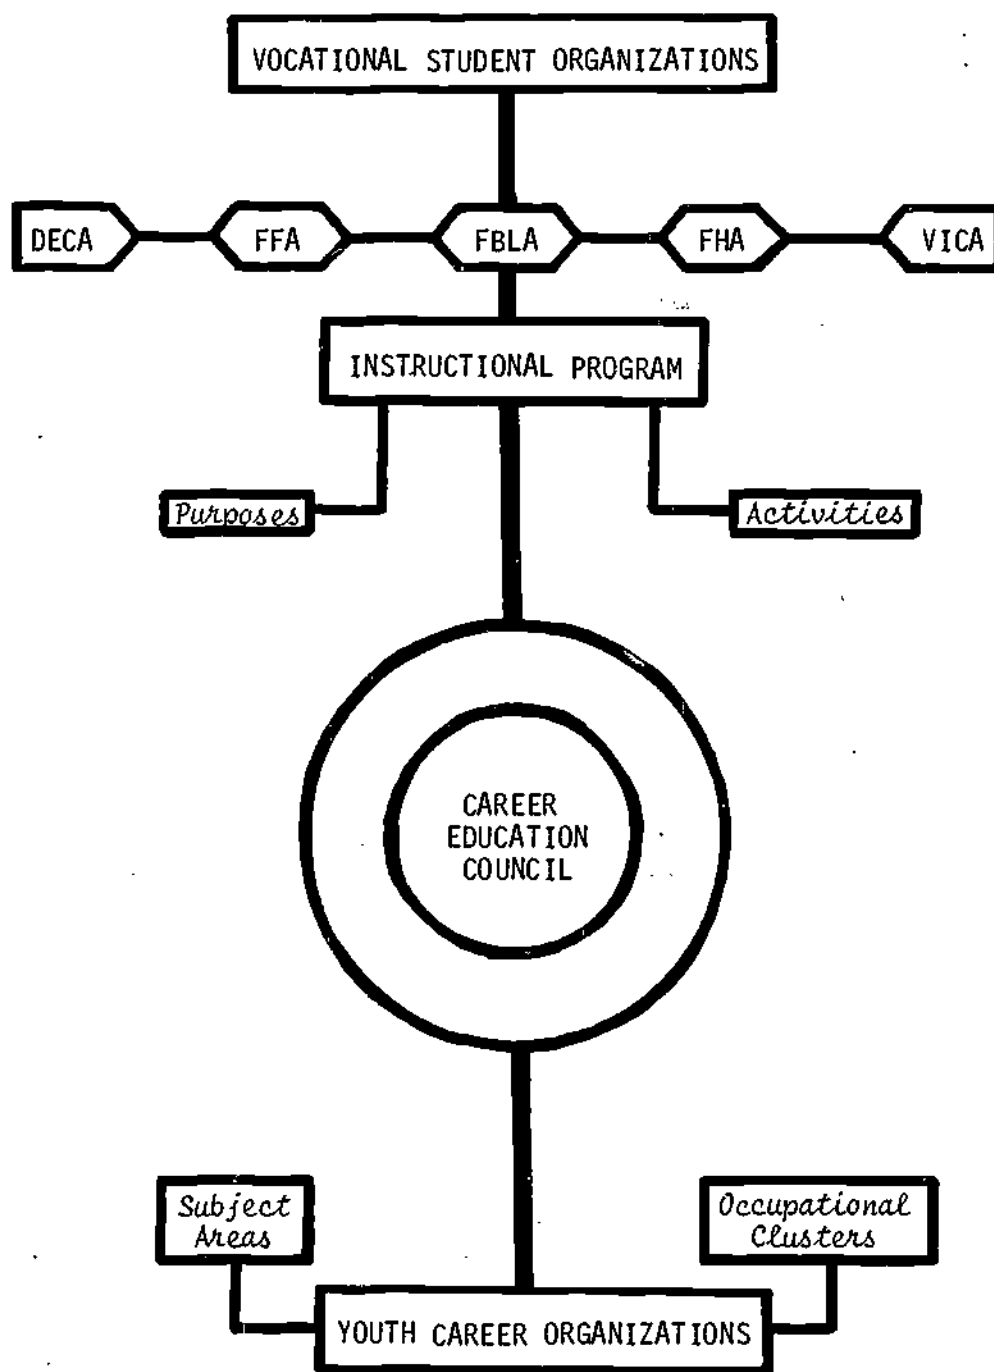 VOCATIONAL STUDENT ORGANIZATIONS
DECA
FFA
FBLA
FHA
VICA
INSTRUCTIONAL PROGRAM
Purposes
Activities
CAREER
EDUCATION
COUNCIL
Subject
Areas
Occupational
Clusters
YOUTH CAREER ORGANIZATIONS